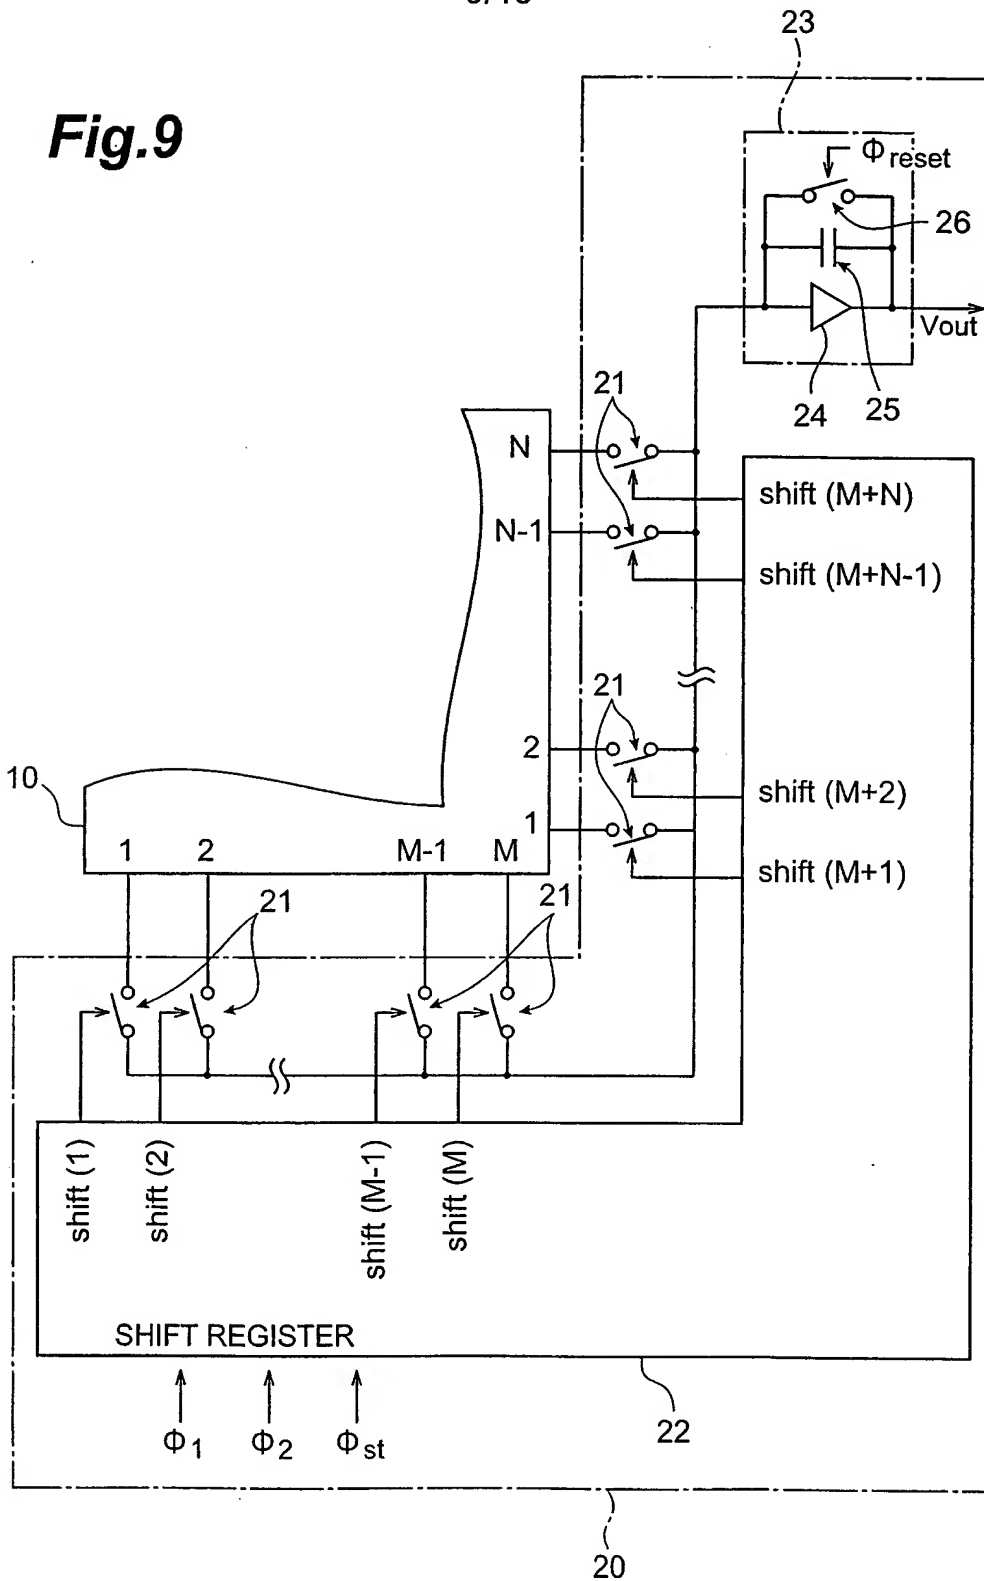 23
Fig.9
Φreset
26
Vout
24
25
21
N
shift (M+N)
N-1
shift (M+N-1)
21
2
shift (M+2)
10
1
shift (M+1)
1
2
M-1
M
21
21
shift (1)
shift (2)
shift (M-1)
shift (M)
SHIFT REGISTER
Φ1
Φ2
Φst
22
20